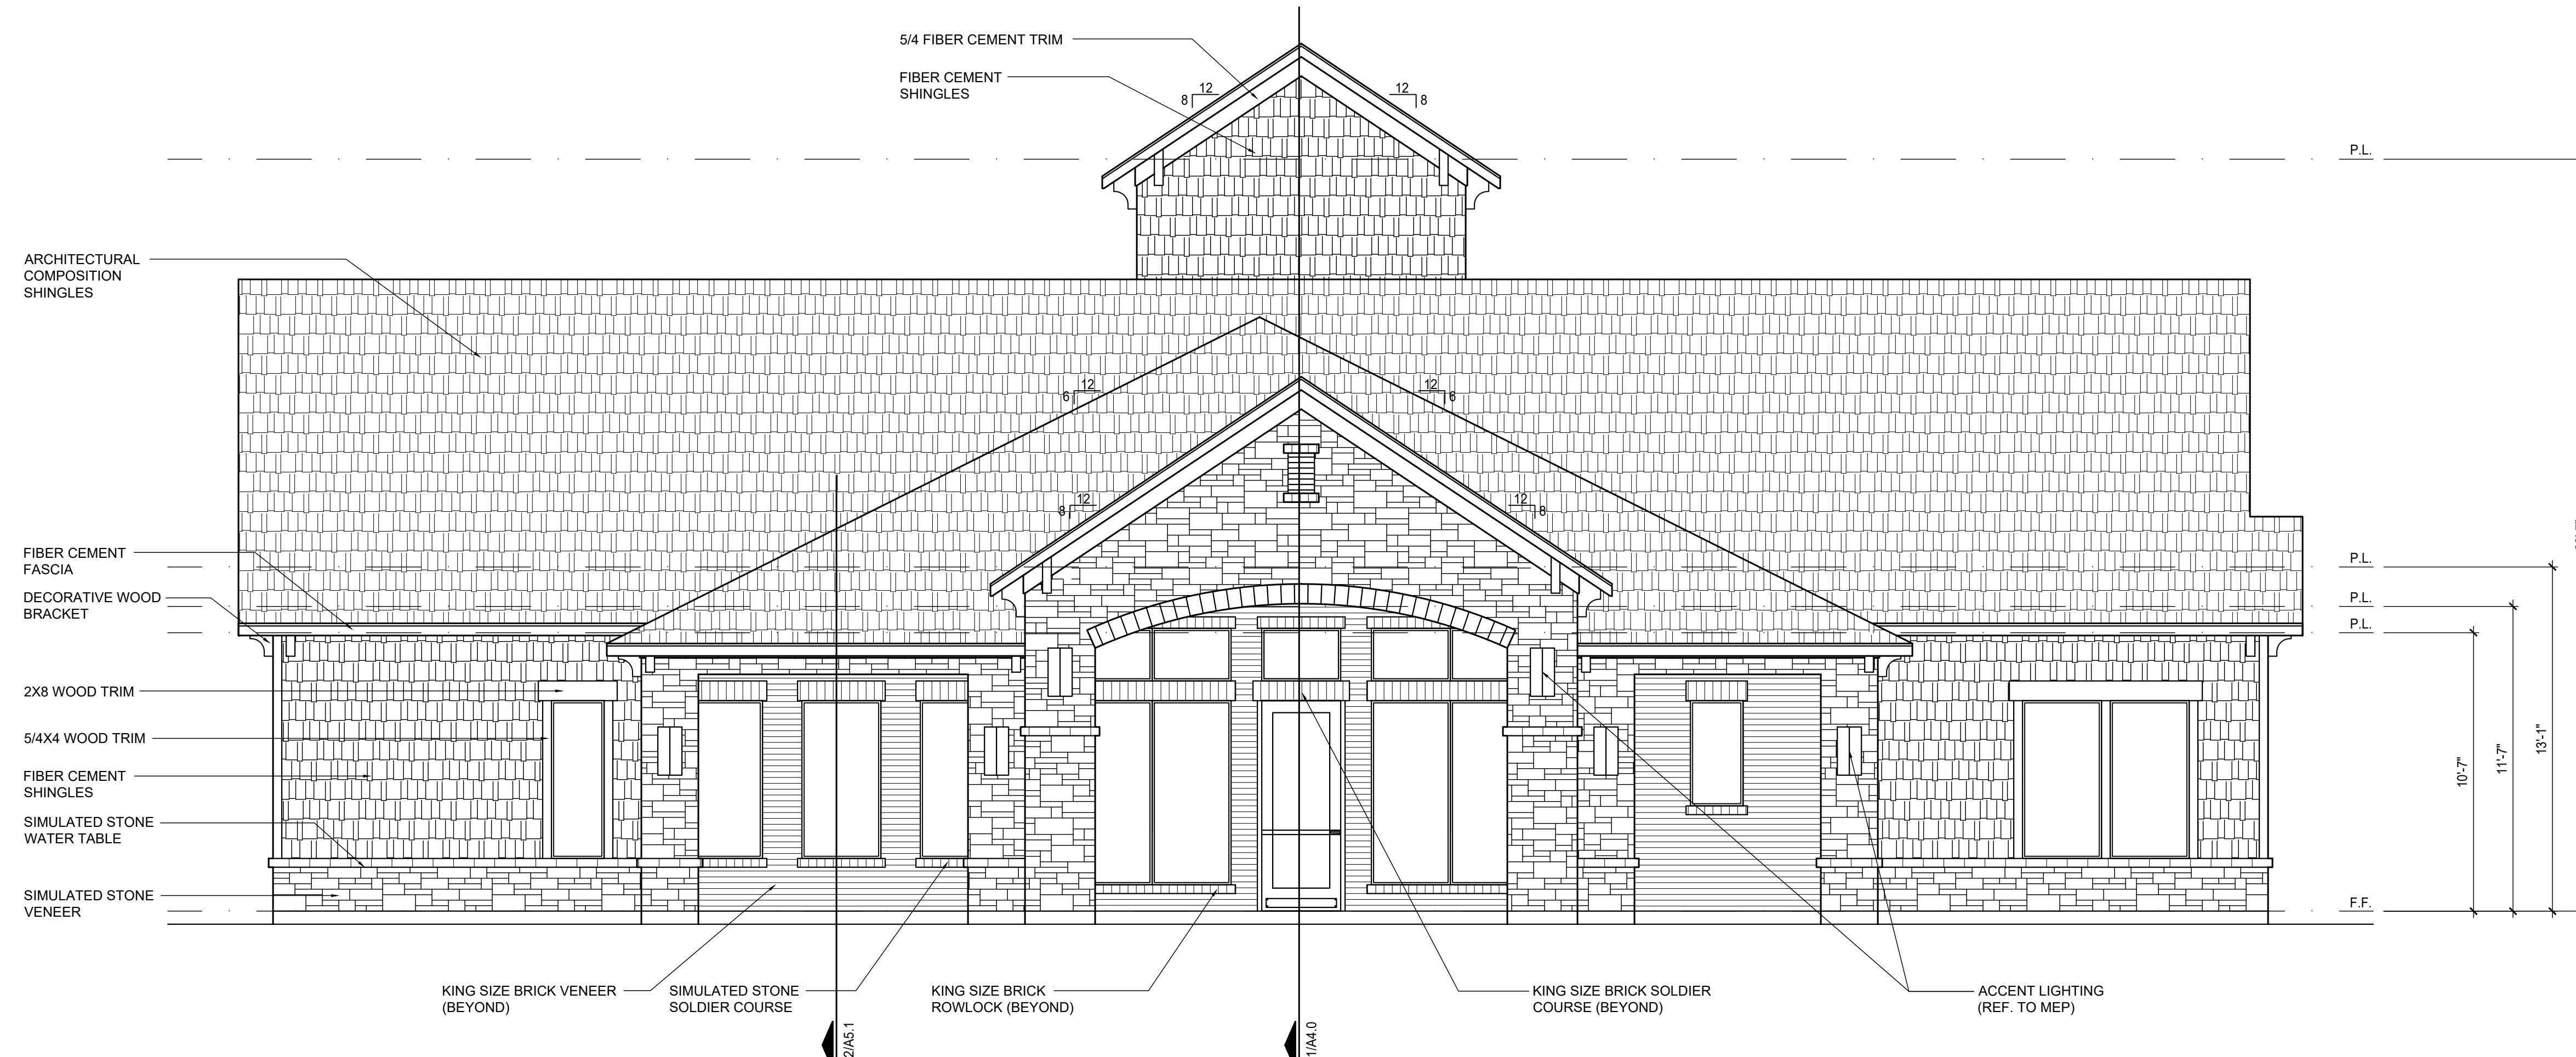 5/4 FIBER CEMENT TRIM
FIBER CEMENT
SHINGLES
12
8
12
8
P.L.
ARCHITECTURAL
COMPOSITION
SHINGLES
12
6
12
6
12
8
12
8
FIBER CEMENT
FASCIA
DECORATIVE WOOD
BRACKET
2X8 WOOD TRIM
5/4X4 WOOD TRIM
FIBER CEMENT
SHINGLES
SIMULATED STONE
WATER TABLE
SIMULATED STONE
VENEER
P.L.
P.L.
P.L.
F.F.
10'-7"
11'-7"
13'-1"
KING SIZE BRICK VENEER
(BEYOND)
SIMULATED STONE
SOLDIER COURSE
KING SIZE BRICK
ROWLOCK (BEYOND)
KING SIZE BRICK SOLDIER
COURSE (BEYOND)
ACCENT LIGHTING
(REF. TO MEP)
2/A5.1
1/A4.0